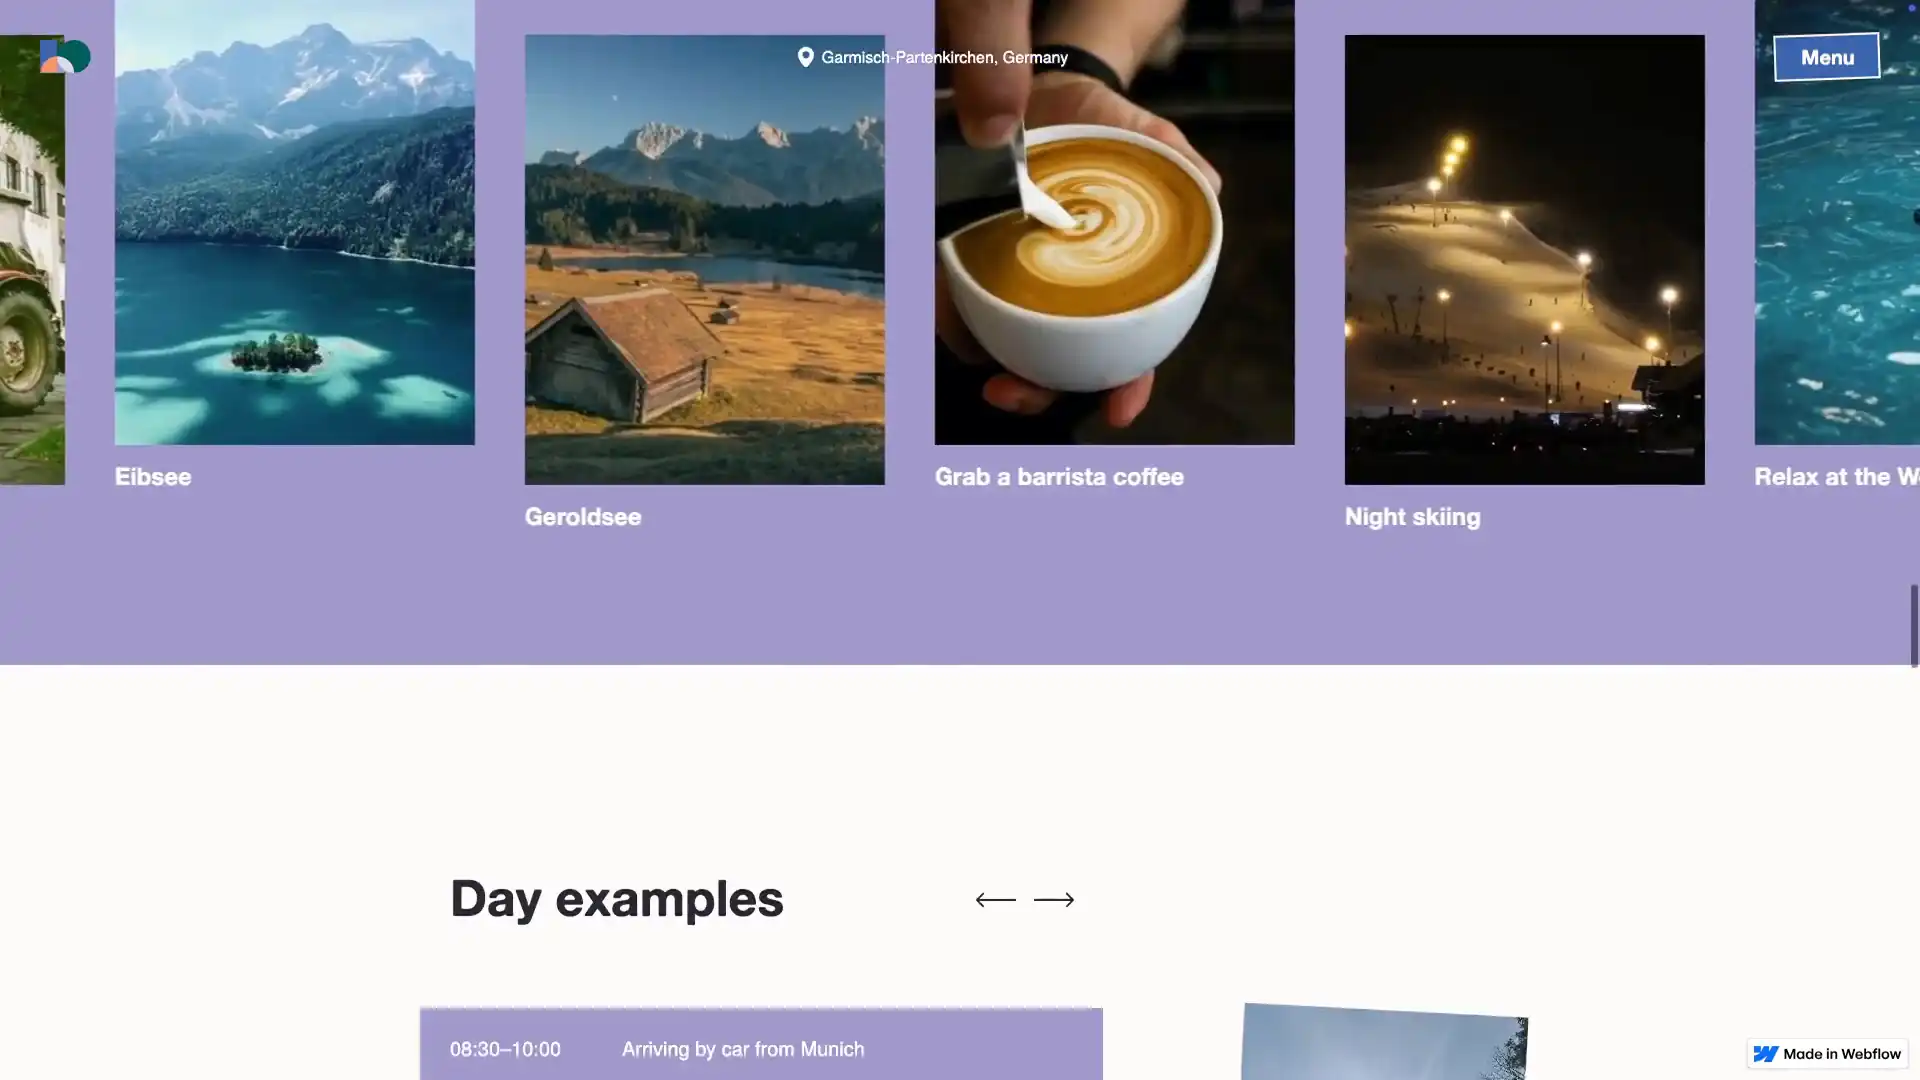 Garmisch-Partenkirchen, Germany
Menu
Eibsee
Geroldsee
Grab a barrista coffee
Night skiing
Relax at the
Day examples
08:30–10:00
Arriving by car from Munich
Made in Webflow